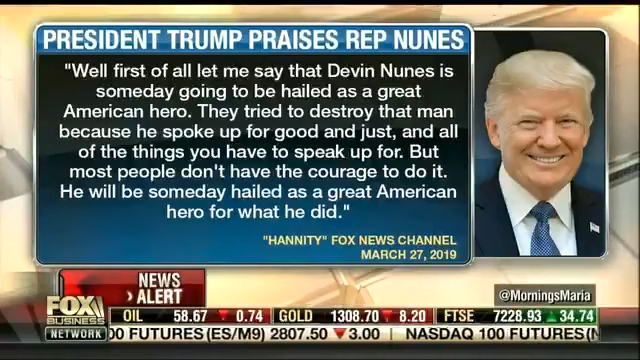 PRESIDENT TRUMP PRAISES REP NUNES
"Well first of all let me say that Devin Nunes is
someday going to be hailed as a great
American hero. They tried to destroy that man
because he spoke up for good and just, and all
of the things you have to speak up for. But
most people don't have the courage to do it.
He will be someday hailed as a great American
hero for what he did."
"HANNITY" FOX NEWS CHANNEL
MARCH 27, 2019
NEWS
› ALERT
@MorningsMaria
FOX
BUSINESS
NETWORK
OIL 58.67 ▼ 0.74 GOLD 1308.70 ▼ 8.20 FTSE 7228.93 ▲ 34.74
00 FUTURES (ES/M9) 2807.50 ▼ 3.00 NASDAQ 100 FUTURES